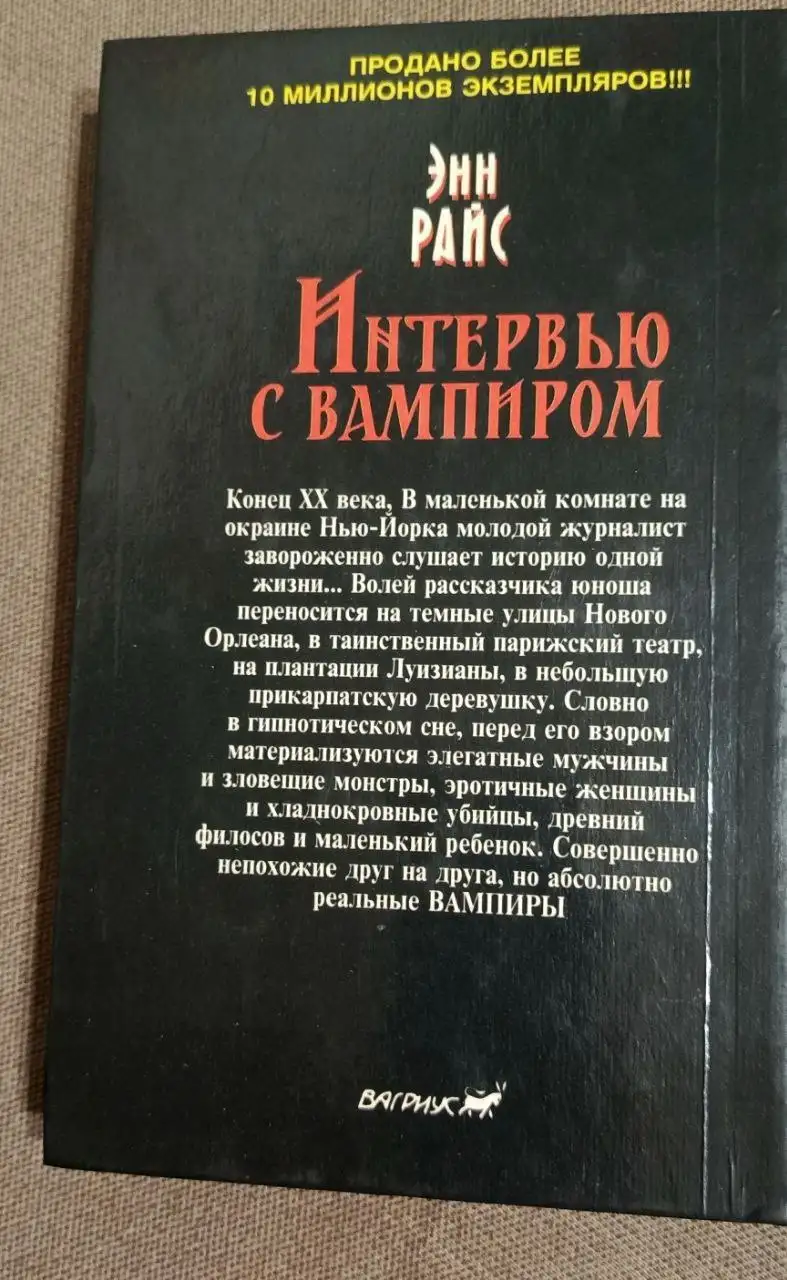 ПРОДАНО БОЛЕЕ
10 МИЛЛИОНОВ ЭКЗЕМПЛЯРОВ!!!
ЭНН
РАЙС
ИНТЕРВЬЮ
С ВАМПИРОМ
Конец XX века, В маленькой комнате на
окраине Нью-Йорка молодой журналист
завороженно слушает историю одной
жизни... Волей рассказчика юноша
переносится на темные улицы Нового
Орлеана, в таинственный парижский театр,
на плантации Луизианы, в небольшую
прикарпатскую деревушку. Словно
в гипнотическом сне, перед его взором
материализуются элегатные мужчины
и зловещие монстры, эротичные женщины
и хладнокровные убийцы, древний
филосов и маленький ребенок. Совершенно
непохожие друг на друга, но абсолютно
реальные ВАМПИРЫ
ВАГРИУС